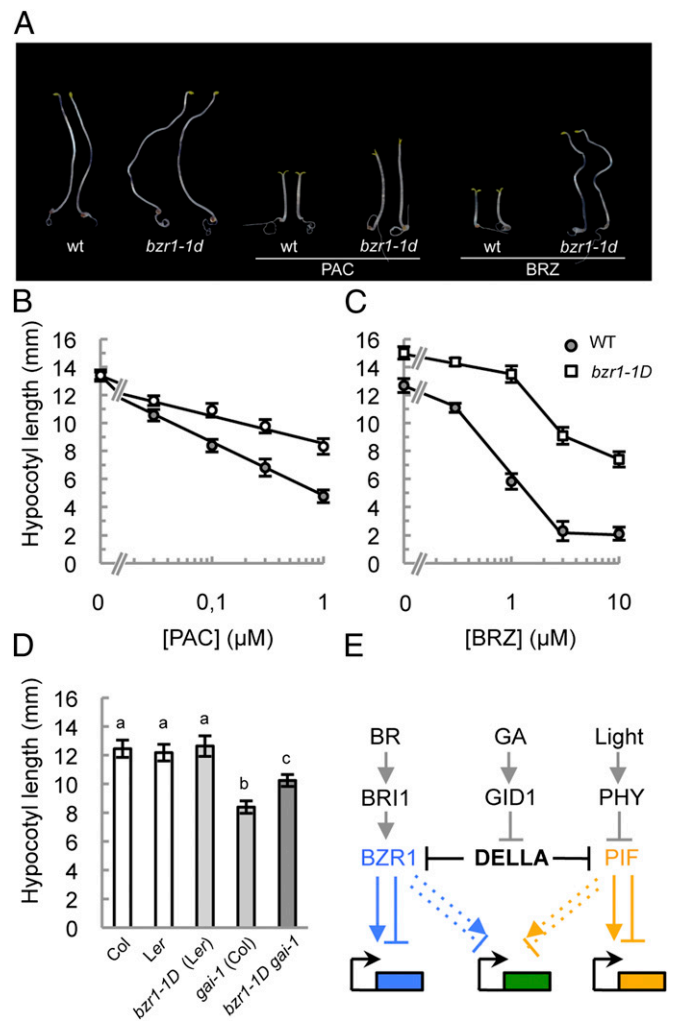 A
wt bzr1-1d wt bzr1-1d wt bzr1-1d
PAC BRZ
B
Hypocotyl length (mm)
16
14
12
10
8
6
4
2
0
0 0,1 1
[PAC] (µM)
C
16
14
12
10
8
6
4
2
0
0 1 10
[BRZ] (µM)
WT
bzr1-1D
D
Hypocotyl length (mm)
16
14
12
10
8
6
4
2
0
a a a b c
Col Ler bzr1-1D (Ler) gai-1 (Col) bzr1-1D gai-1
E
BR GA Light
BRI1 GID1 PHY
BZR1 DELLA PIF